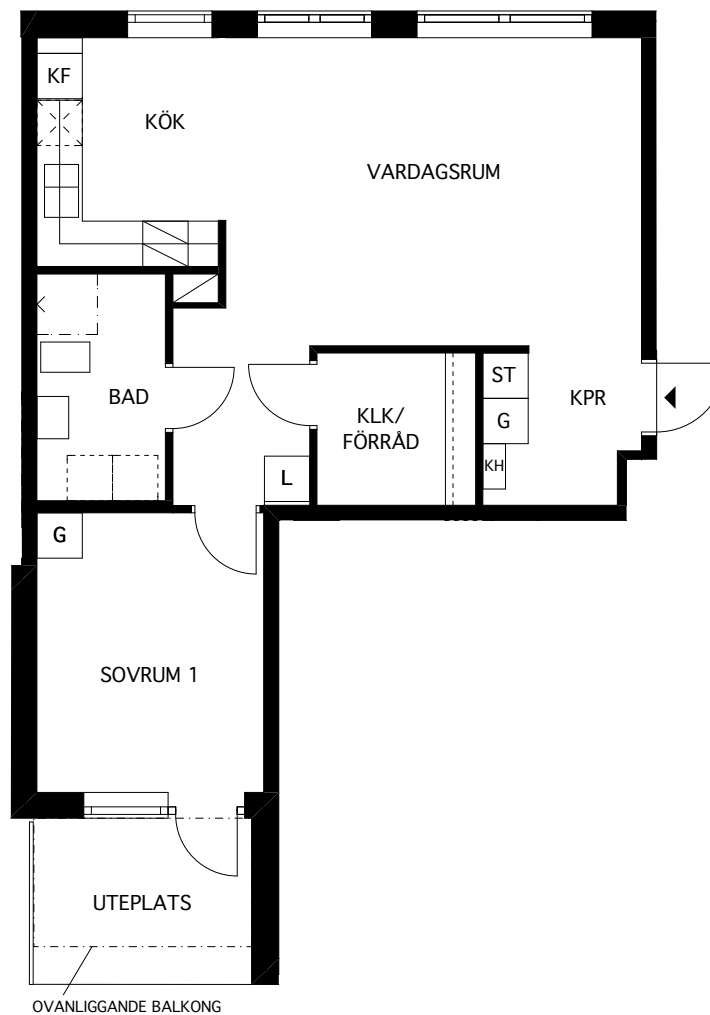 KF
KÖK
VARDAGSRUM
ST
KPR
BAD
KLK/
FÖRRÅD
G
KH
L
G
SOVRUM 1
UTEPLATS
OVANLIGGANDE BALKONG